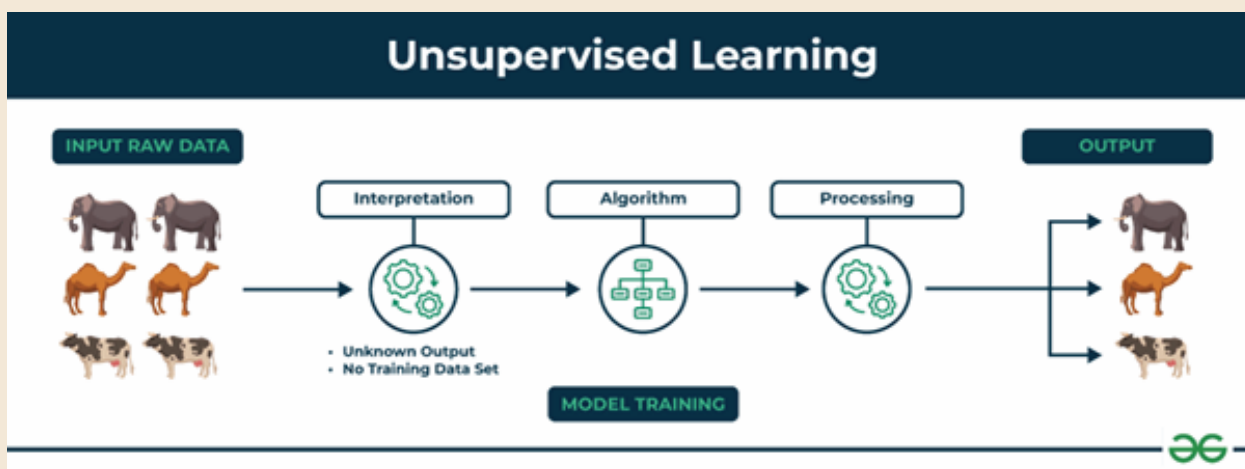 Unsupervised Learning
INPUT RAW DATA
OUTPUT
Interpretation
Algorithm
Processing
• Unknown Output
• No Training Data Set
MODEL TRAINING